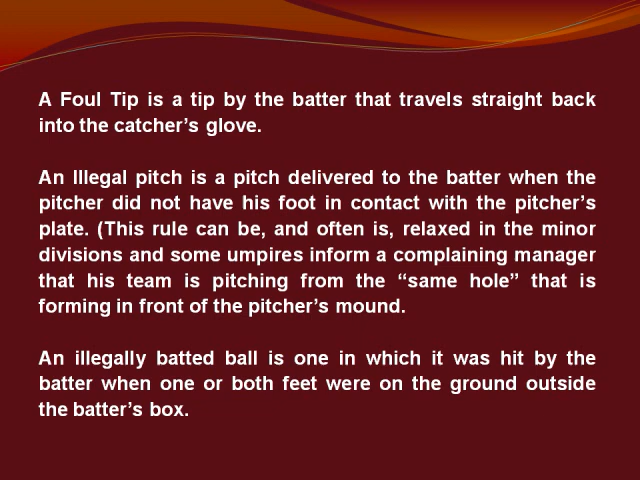 A Foul Tip is a tip by the batter that travels straight back
into the catcher’s glove.
An Illegal pitch is a pitch delivered to the batter when the
pitcher did not have his foot in contact with the pitcher’s
plate. (This rule can be, and often is, relaxed in the minor
divisions and some umpires inform a complaining manager
that his team is pitching from the “same hole” that is
forming in front of the pitcher’s mound.
An illegally batted ball is one in which it was hit by the
batter when one or both feet were on the ground outside
the batter’s box.